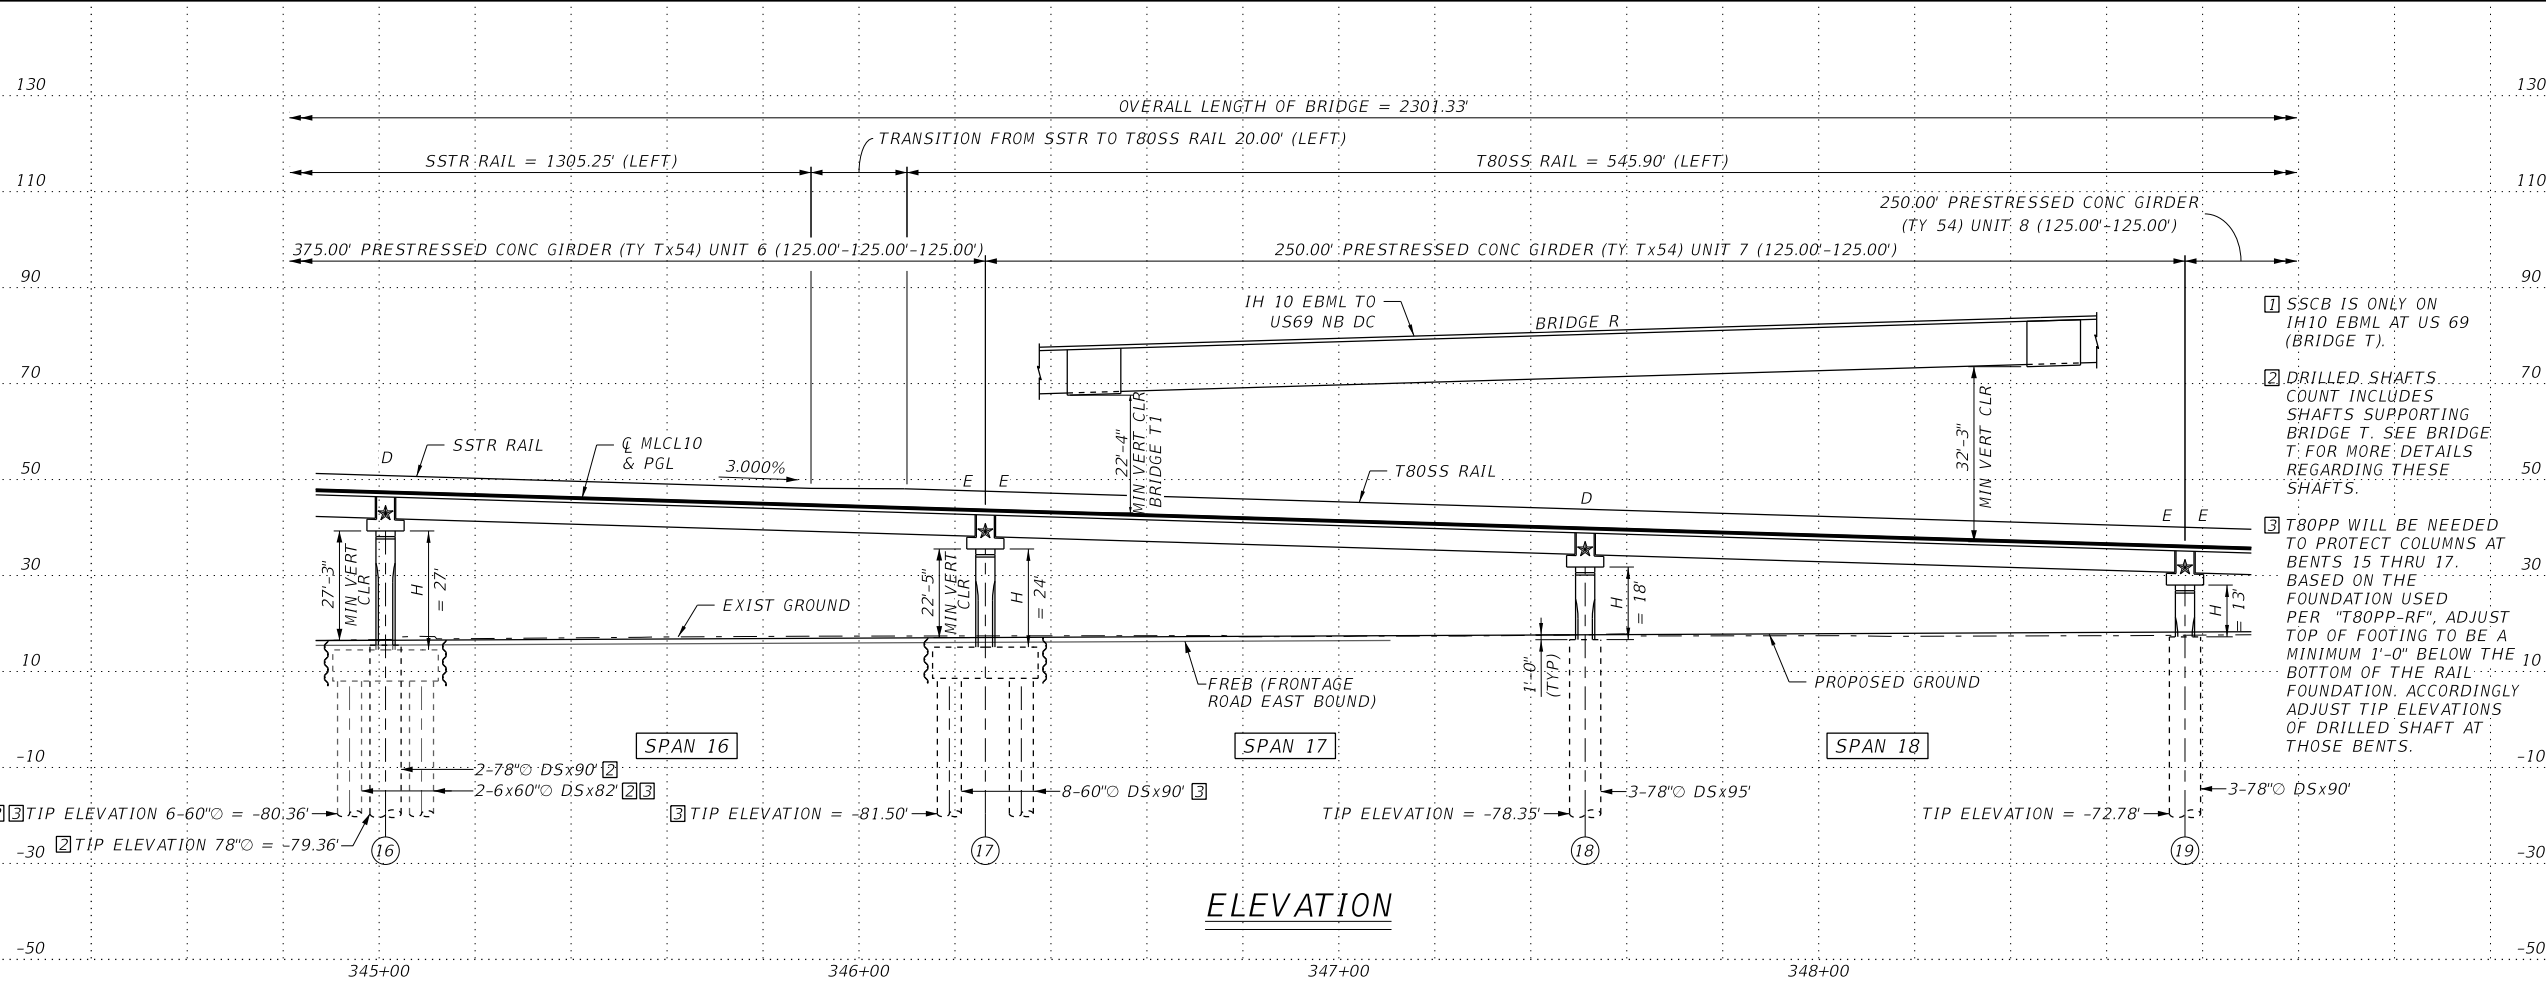 130
130
OVERALL LENGTH OF BRIDGE = 2301.33'
TRANSITION FROM SSTR TO T80SS RAIL 20.00' (LEFT)
SSTR RAIL = 1305.25' (LEFT)
T80SS RAIL = 545.90' (LEFT)
110
110
250.00' PRESTRESSED CONC GIRDER
(TY 54) UNIT 8 (125.00'-125.00')
375.00' PRESTRESSED CONC GIRDER (TY Tx54) UNIT 6 (125.00'-125.00'-125.00')
250.00' PRESTRESSED CONC GIRDER (TY Tx54) UNIT 7 (125.00'-125.00')
90
90
IH 10 EBML TO
US69 NB DC
BRIDGE R
70
70
22'-4"
MIN VERT CLR
BRIDGE T1
32'-3"
MIN VERT CLR
SSTR RAIL
℄ MLCL10
& PGL
3.000%
T80SS RAIL
D
E E
D
E E
50
50
27'-3"
MIN VERT
CLR
H
= 27'
22'-5"
MIN VERT
CLR
H
= 24'
H
= 18'
H
= 13'
30
30
EXIST GROUND
1'-0"
(TYP)
FREB (FRONTAGE
ROAD EAST BOUND)
PROPOSED GROUND
10
10
SPAN 16
SPAN 17
SPAN 18
-10
-10
2-78"∅ DSx90' 2
2-6x60"∅ DSx82' 2 3
8-60"∅ DSx90' 3
3-78"∅ DSx95'
3-78"∅ DSx90'
3 TIP ELEVATION 6-60"∅ = -80.36'
2 TIP ELEVATION 78"∅ = -79.36'
3 TIP ELEVATION = -81.50'
TIP ELEVATION = -78.35'
TIP ELEVATION = -72.78'
16
17
18
19
-30
-30
ELEVATION
-50
-50
345+00
346+00
347+00
348+00
1 SSCB IS ONLY ON
IH10 EBML AT US 69
(BRIDGE T).
2 DRILLED SHAFTS
COUNT INCLUDES
SHAFTS SUPPORTING
BRIDGE T. SEE BRIDGE
T FOR MORE DETAILS
REGARDING THESE
SHAFTS.
3 T80PP WILL BE NEEDED
TO PROTECT COLUMNS AT
BENTS 15 THRU 17.
BASED ON THE
FOUNDATION USED
PER "T80PP-RF", ADJUST
TOP OF FOOTING TO BE A
MINIMUM 1'-0" BELOW THE
BOTTOM OF THE RAIL
FOUNDATION. ACCORDINGLY
ADJUST TIP ELEVATIONS
OF DRILLED SHAFT AT
THOSE BENTS.